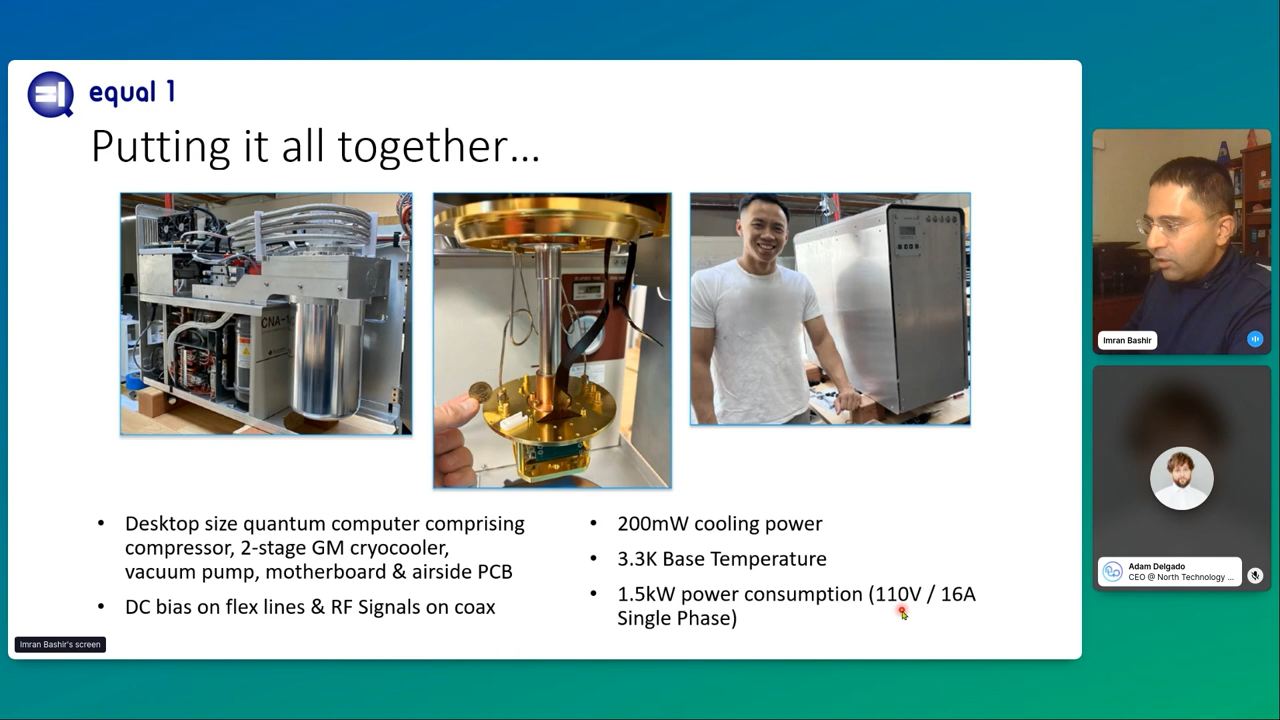 equal 1
Putting it all together...
CNA-1
• Desktop size quantum computer comprising
compressor, 2-stage GM cryocooler,
vacuum pump, motherboard & airside PCB
• DC bias on flex lines & RF Signals on coax
• 200mW cooling power
• 3.3K Base Temperature
• 1.5kW power consumption (110V / 16A
Single Phase)
Imran Bashir's screen
Imran Bashir
Adam Delgado
CEO @ North Technology ...